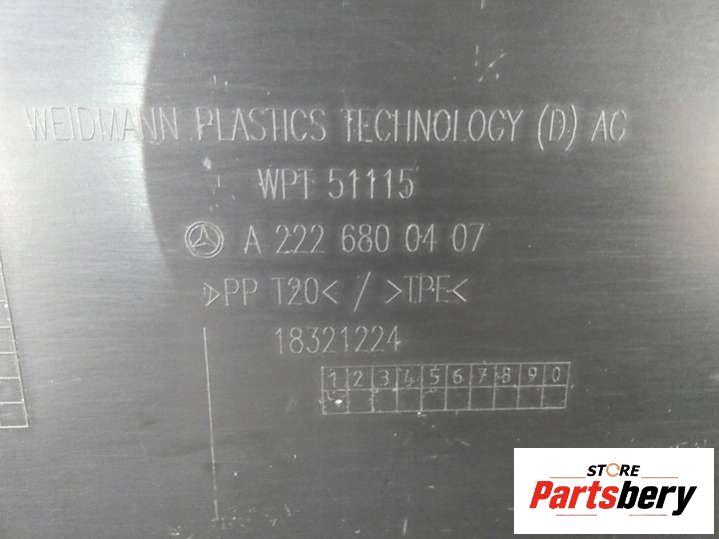 WEIDMANN PLASTICS TECHNOLOGY (D) AG
WPT 51115
A 222 680 04 07
>PP T20< / >TPE<
18321224
1 2 3 4 5 6 7 8 9 0
STORE
Partsbery